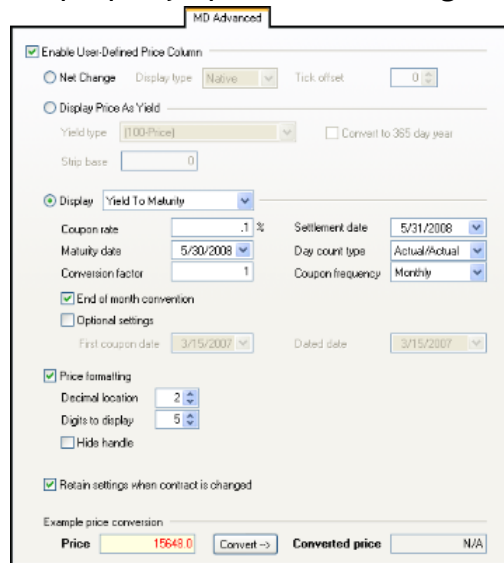 MD Advanced
Enable User-Defined Price Column
Net Change Display type Native Tick offset 0
Display Price As Yield
Yield type (100-Price) Convert to 365 day year
Strip base 0
Display Yield To Maturity
Coupon rate .1 % Settlement date 5/31/2008
Maturity date 5/30/2008 Day count type Actual/Actual
Conversion factor 1 Coupon frequency Monthly
End of month convention
Optional settings
First coupon date 3/15/2007 Dated date 3/15/2007
Price formatting
Decimal location 2
Digits to display 5
Hide handle
Retain settings when contract is changed
Example price conversion
Price 15648.0 Convert --> Converted price N/A